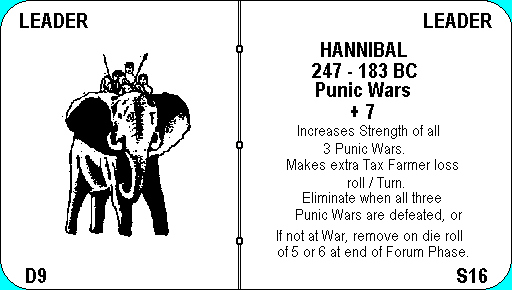 LEADER
D9
LEADER
HANNIBAL
247 - 183 BC
Punic Wars
+ 7
Increases Strength of all
3 Punic Wars.
Makes extra Tax Farmer loss
roll / Turn.
Eliminate when all three
Punic Wars are defeated, or
If not at War, remove on die roll
of 5 or 6 at end of Forum Phase.
S16